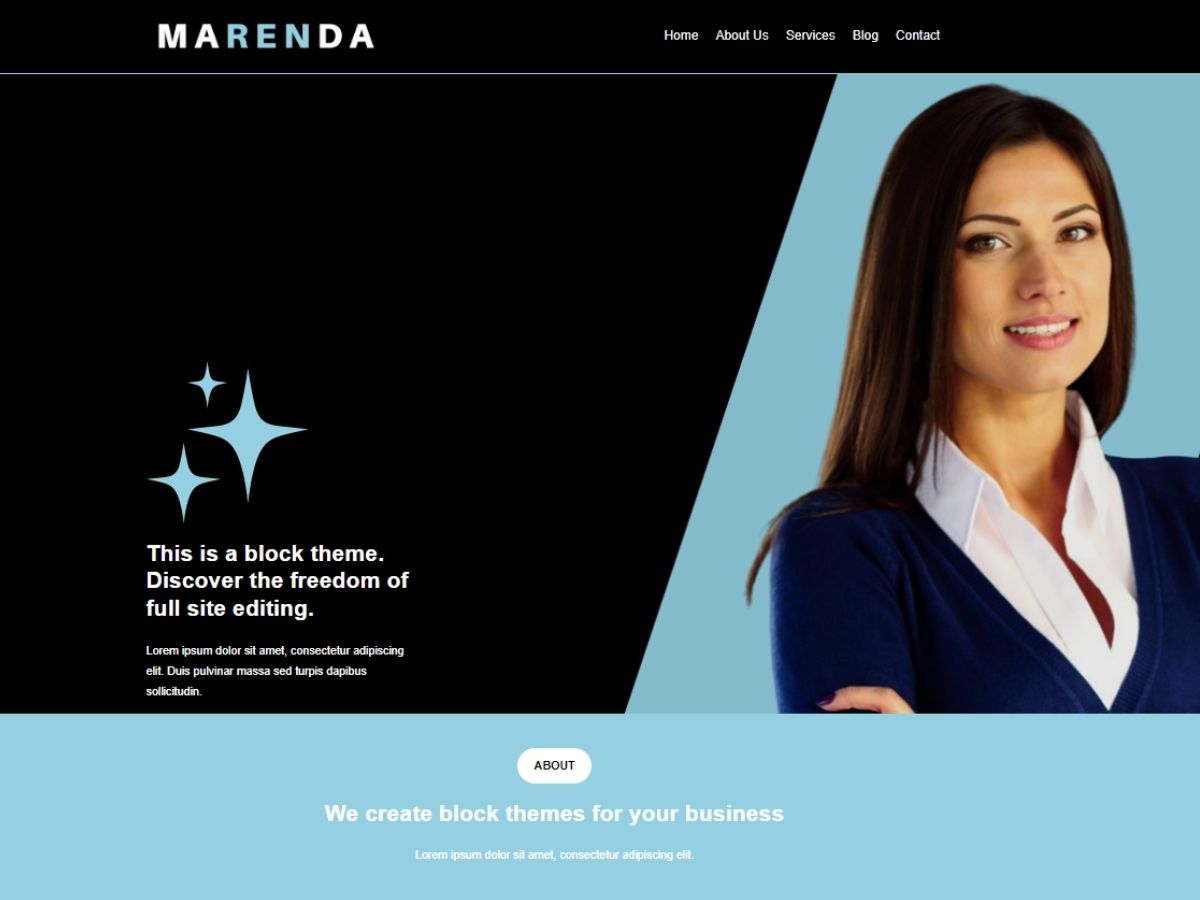 MARENDA
Home About Us Services Blog Contact
This is a block theme.
Discover the freedom of
full site editing.
Lorem ipsum dolor sit amet, consectetur adipiscing
elit. Duis pulvinar massa sed turpis dapibus
sollicitudin.
ABOUT
We create block themes for your business
Lorem ipsum dolor sit amet, consectetur adipiscing elit.